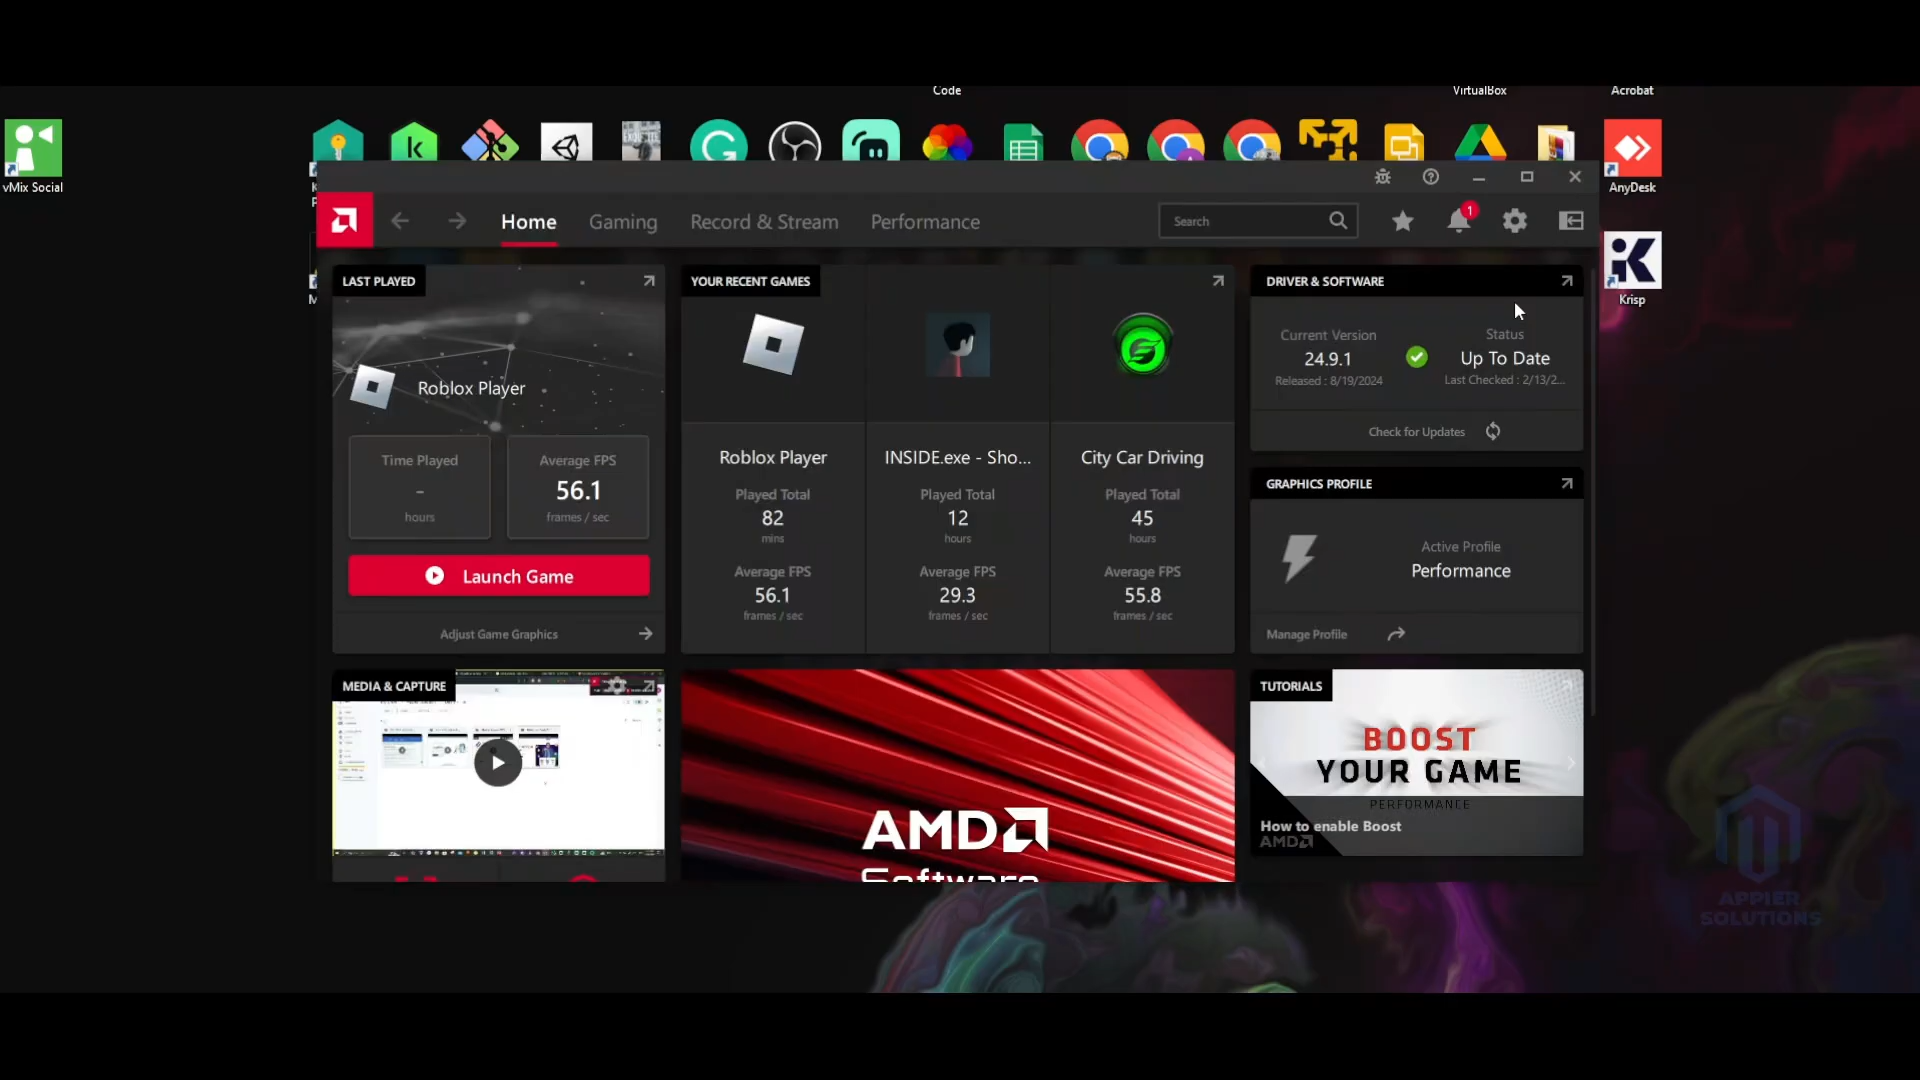 Code
VirtualBox
Acrobat
vMix Social
AnyDesk
Krisp
Home
Gaming
Record & Stream
Performance
Search
1
LAST PLAYED
Roblox Player
Time Played
-
hours
Average FPS
56.1
frames / sec
Launch Game
Adjust Game Graphics
YOUR RECENT GAMES
Roblox Player
Played Total
82
mins
Average FPS
56.1
frames / sec
INSIDE.exe - Sho...
Played Total
12
hours
Average FPS
29.3
frames / sec
City Car Driving
Played Total
45
hours
Average FPS
55.8
frames / sec
DRIVER & SOFTWARE
Current Version
24.9.1
Released : 8/19/2024
Status
Up To Date
Last Checked : 2/13/2...
Check for Updates
GRAPHICS PROFILE
Active Profile
Performance
Manage Profile
MEDIA & CAPTURE
AMD
Software
TUTORIALS
BOOST
YOUR GAME
PERFORMANCE
How to enable Boost
AMD
APPIER
SOLUTIONS